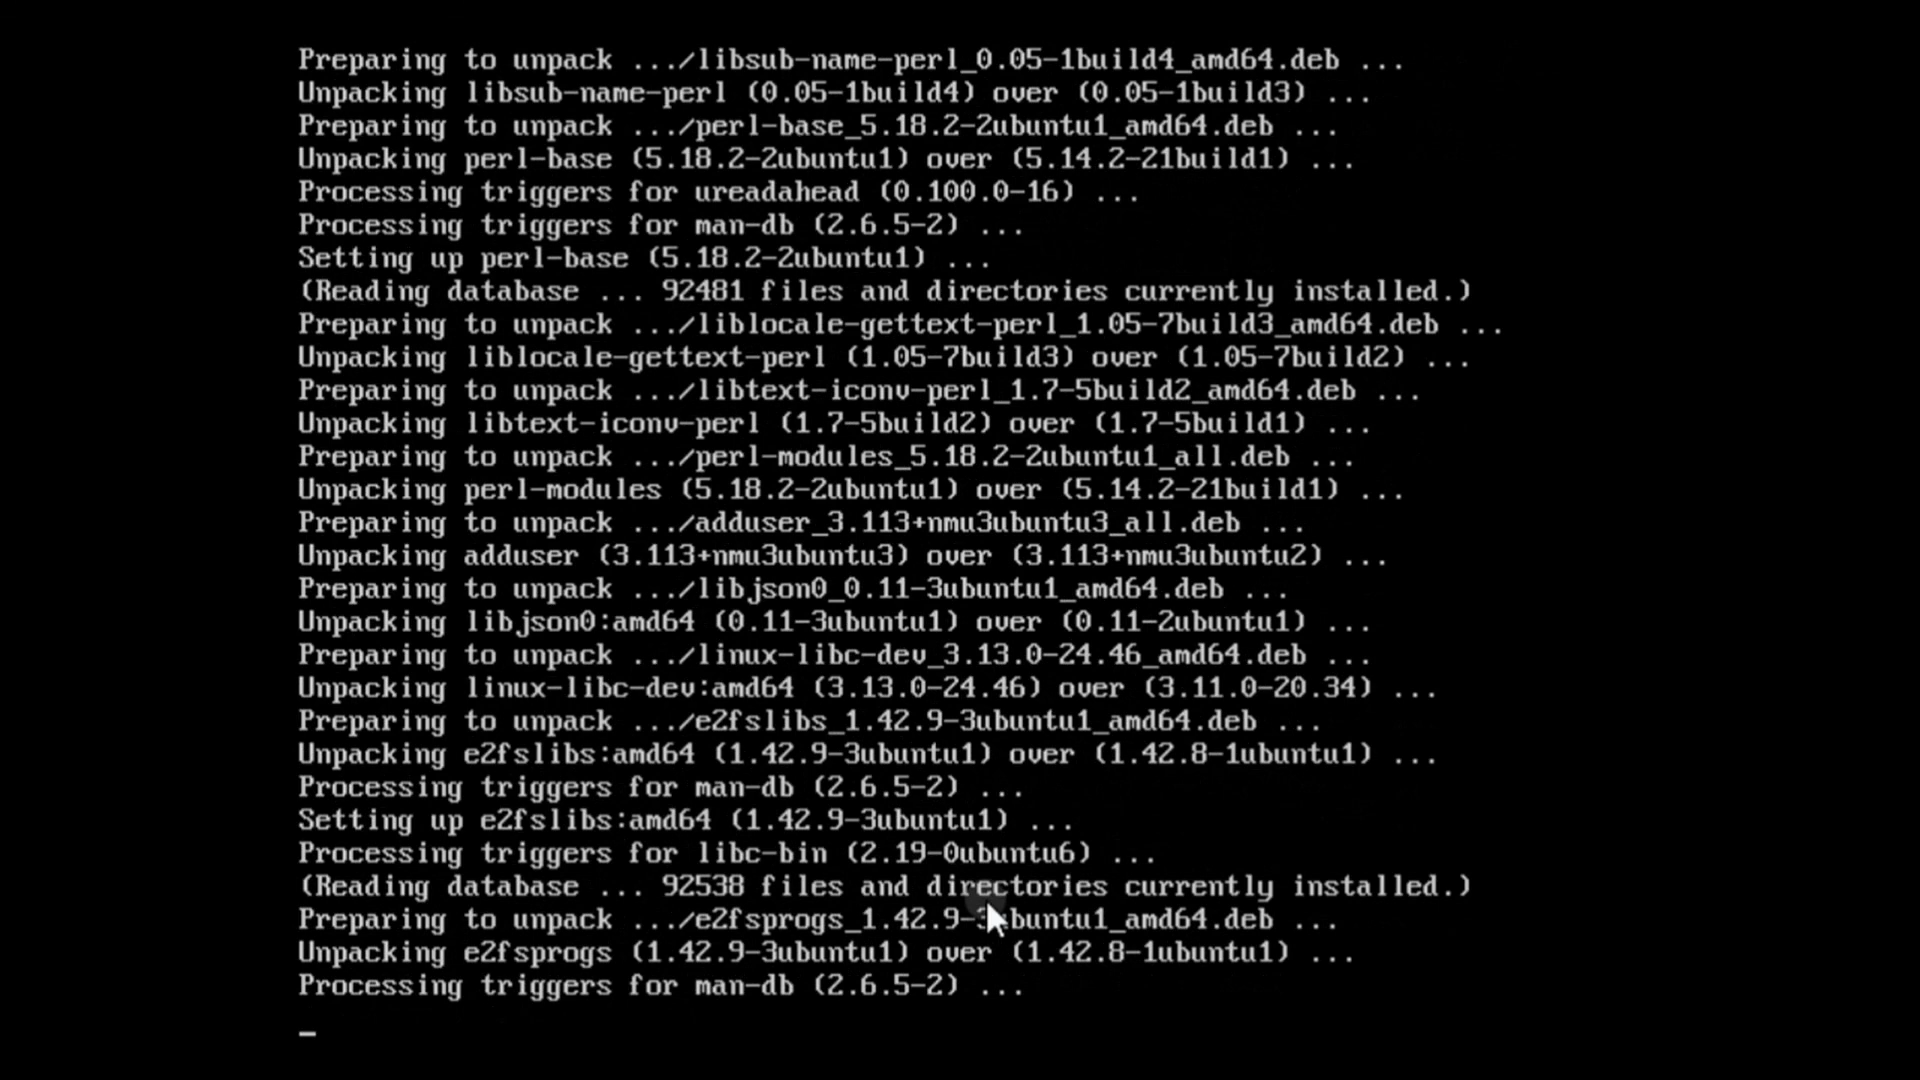 Preparing to unpack .../libsub-name-perl_0.05-1build4_amd64.deb ...
Unpacking libsub-name-perl (0.05-1build4) over (0.05-1build3) ...
Preparing to unpack .../perl-base_5.18.2-2ubuntu1_amd64.deb ...
Unpacking perl-base (5.18.2-2ubuntu1) over (5.14.2-21build1) ...
Processing triggers for ureadahead (0.100.0-16) ...
Processing triggers for man-db (2.6.5-2) ...
Setting up perl-base (5.18.2-2ubuntu1) ...
(Reading database ... 92481 files and directories currently installed.)
Preparing to unpack .../liblocale-gettext-perl_1.05-7build3_amd64.deb ...
Unpacking liblocale-gettext-perl (1.05-7build3) over (1.05-7build2) ...
Preparing to unpack .../libtext-iconv-perl_1.7-5build2_amd64.deb ...
Unpacking libtext-iconv-perl (1.7-5build2) over (1.7-5build1) ...
Preparing to unpack .../perl-modules_5.18.2-2ubuntu1_all.deb ...
Unpacking perl-modules (5.18.2-2ubuntu1) over (5.14.2-21build1) ...
Preparing to unpack .../adduser_3.113+nmu3ubuntu3_all.deb ...
Unpacking adduser (3.113+nmu3ubuntu3) over (3.113+nmu3ubuntu2) ...
Preparing to unpack .../libjson0_0.11-3ubuntu1_amd64.deb ...
Unpacking libjson0:amd64 (0.11-3ubuntu1) over (0.11-2ubuntu1) ...
Preparing to unpack .../linux-libc-dev_3.13.0-24.46_amd64.deb ...
Unpacking linux-libc-dev:amd64 (3.13.0-24.46) over (3.11.0-20.34) ...
Preparing to unpack .../e2fslibs_1.42.9-3ubuntu1_amd64.deb ...
Unpacking e2fslibs:amd64 (1.42.9-3ubuntu1) over (1.42.8-1ubuntu1) ...
Processing triggers for man-db (2.6.5-2) ...
Setting up e2fslibs:amd64 (1.42.9-3ubuntu1) ...
Processing triggers for libc-bin (2.19-0ubuntu6) ...
(Reading database ... 92538 files and directories currently installed.)
Preparing to unpack .../e2fsprogs_1.42.9-3ubuntu1_amd64.deb ...
Unpacking e2fsprogs (1.42.9-3ubuntu1) over (1.42.8-1ubuntu1) ...
Processing triggers for man-db (2.6.5-2) ...